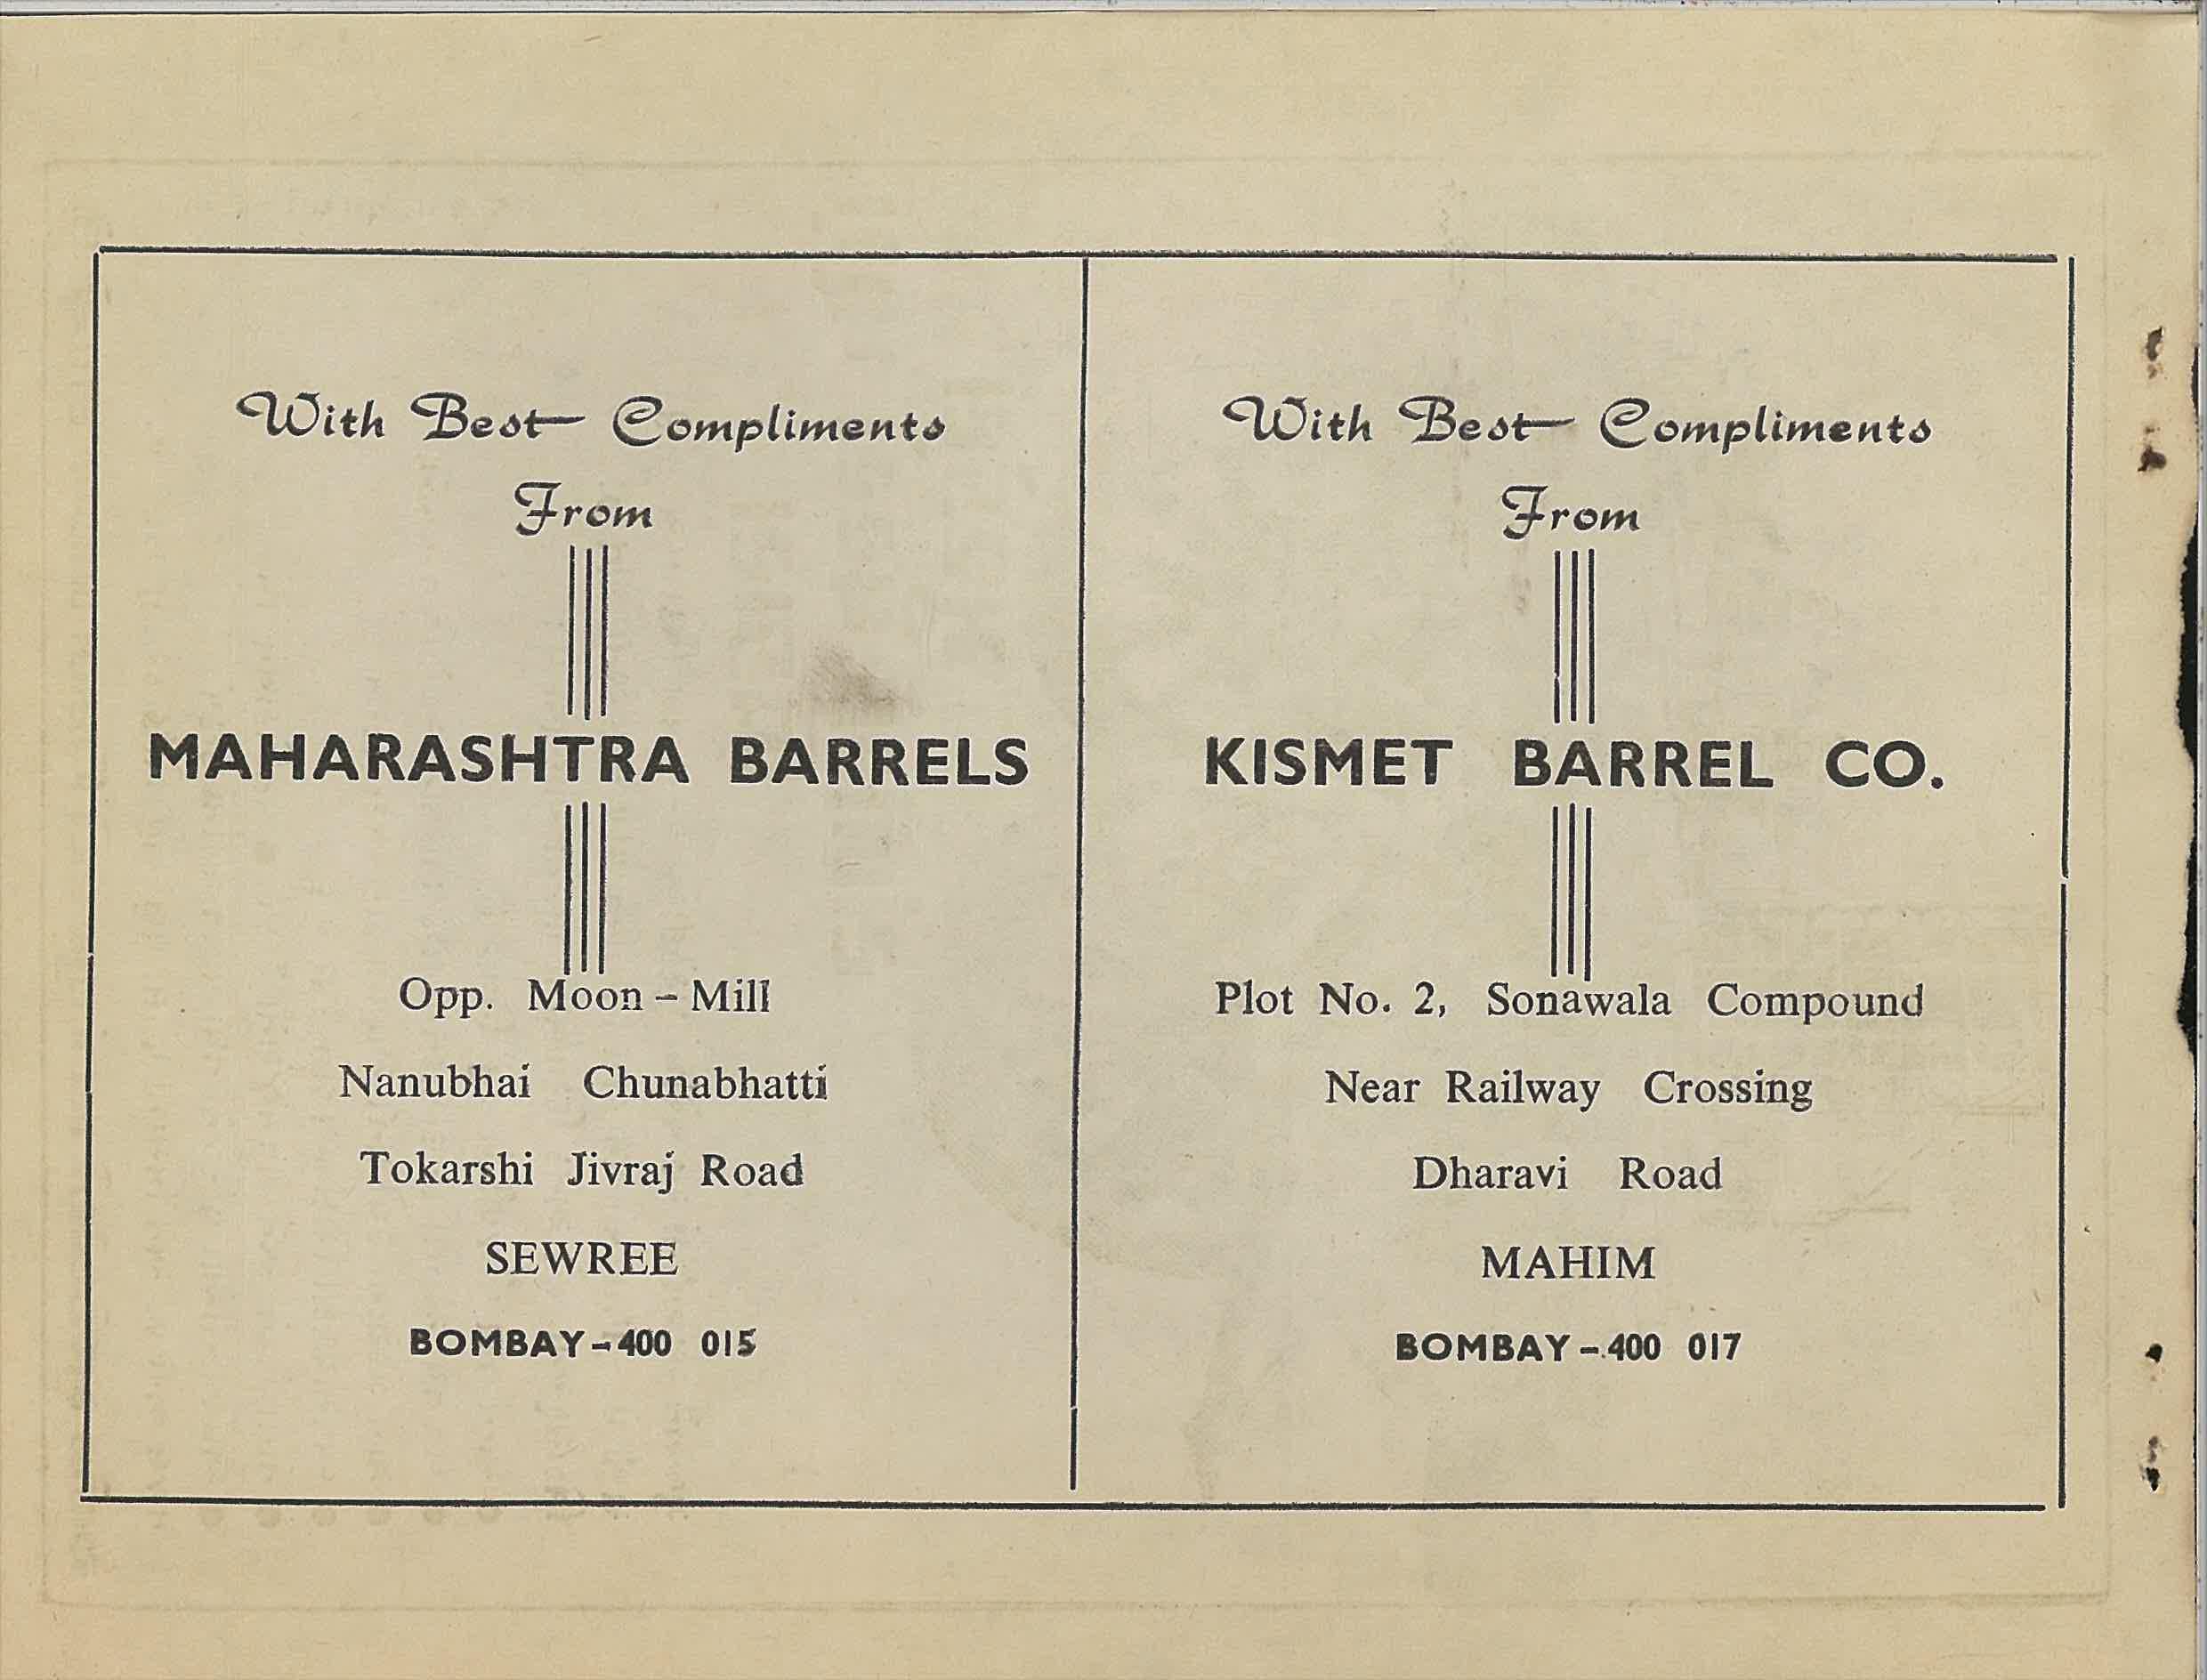 With Best Compliments
From
MAHARASHTRA BARRELS
Opp. Moon – Mill
Nanubhai Chunabhatti
Tokarshi Jivraj Road
SEWREE
BOMBAY – 400 015
With Best Compliments
From
KISMET BARREL CO.
Plot No. 2, Sonawala Compound
Near Railway Crossing
Dharavi Road
MAHIM
BOMBAY – 400 017